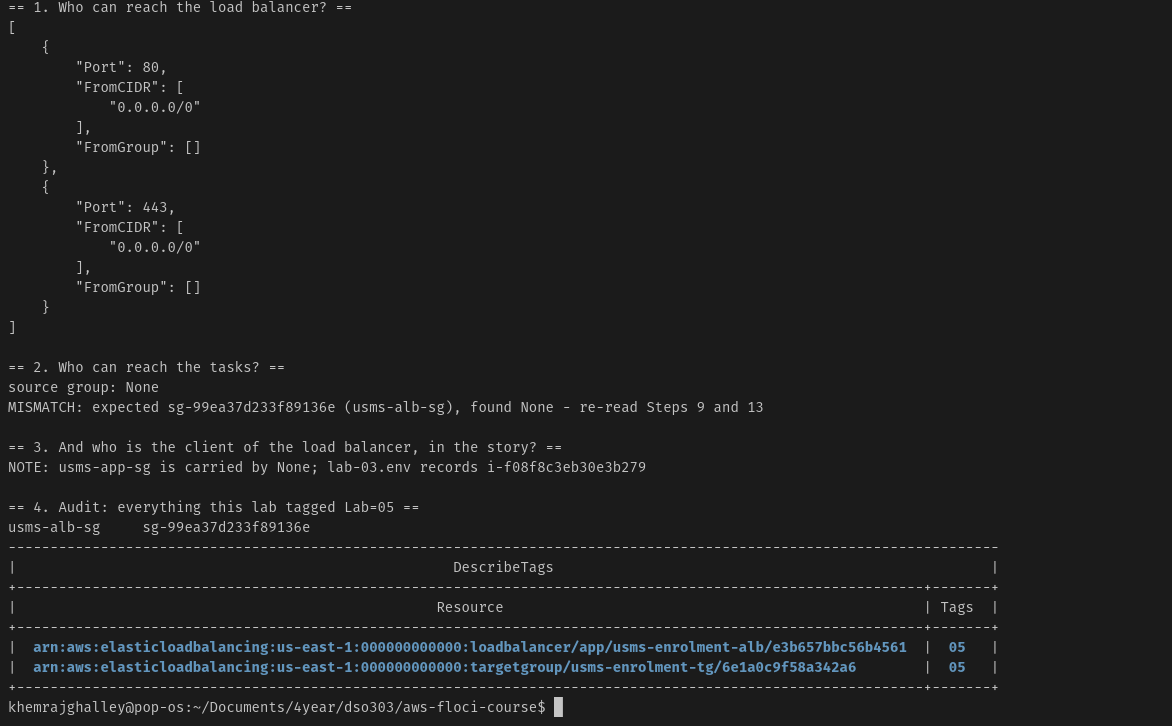 == 1. Who can reach the load balancer? ==
[
    {
        "Port": 80,
        "FromCIDR": [
            "0.0.0.0/0"
        ],
        "FromGroup": []
    },
    {
        "Port": 443,
        "FromCIDR": [
            "0.0.0.0/0"
        ],
        "FromGroup": []
    }
]

== 2. Who can reach the tasks? ==
source group: None
MISMATCH: expected sg-99ea37d233f89136e (usms-alb-sg), found None - re-read Steps 9 and 13

== 3. And who is the client of the load balancer, in the story? ==
NOTE: usms-app-sg is carried by None; lab-03.env records i-f08f8c3eb30e3b279

== 4. Audit: everything this lab tagged Lab=05 ==
usms-alb-sg     sg-99ea37d233f89136e
----------------------------------------------------------------------------------------------------------------------
|                                                    DescribeTags                                                    |
+------------------------------------------------------------------------------------------------------------+-------+
|                                                  Resource                                                  | Tags  |
+------------------------------------------------------------------------------------------------------------+-------+
|  arn:aws:elasticloadbalancing:us-east-1:000000000000:loadbalancer/app/usms-enrolment-alb/e3b657bbc56b4561  |  05   |
|  arn:aws:elasticloadbalancing:us-east-1:000000000000:targetgroup/usms-enrolment-tg/6e1a0c9f58a342a6        |  05   |
+------------------------------------------------------------------------------------------------------------+-------+
khemrajghalley@pop-os:~/Documents/4year/dso303/aws-floci-course$